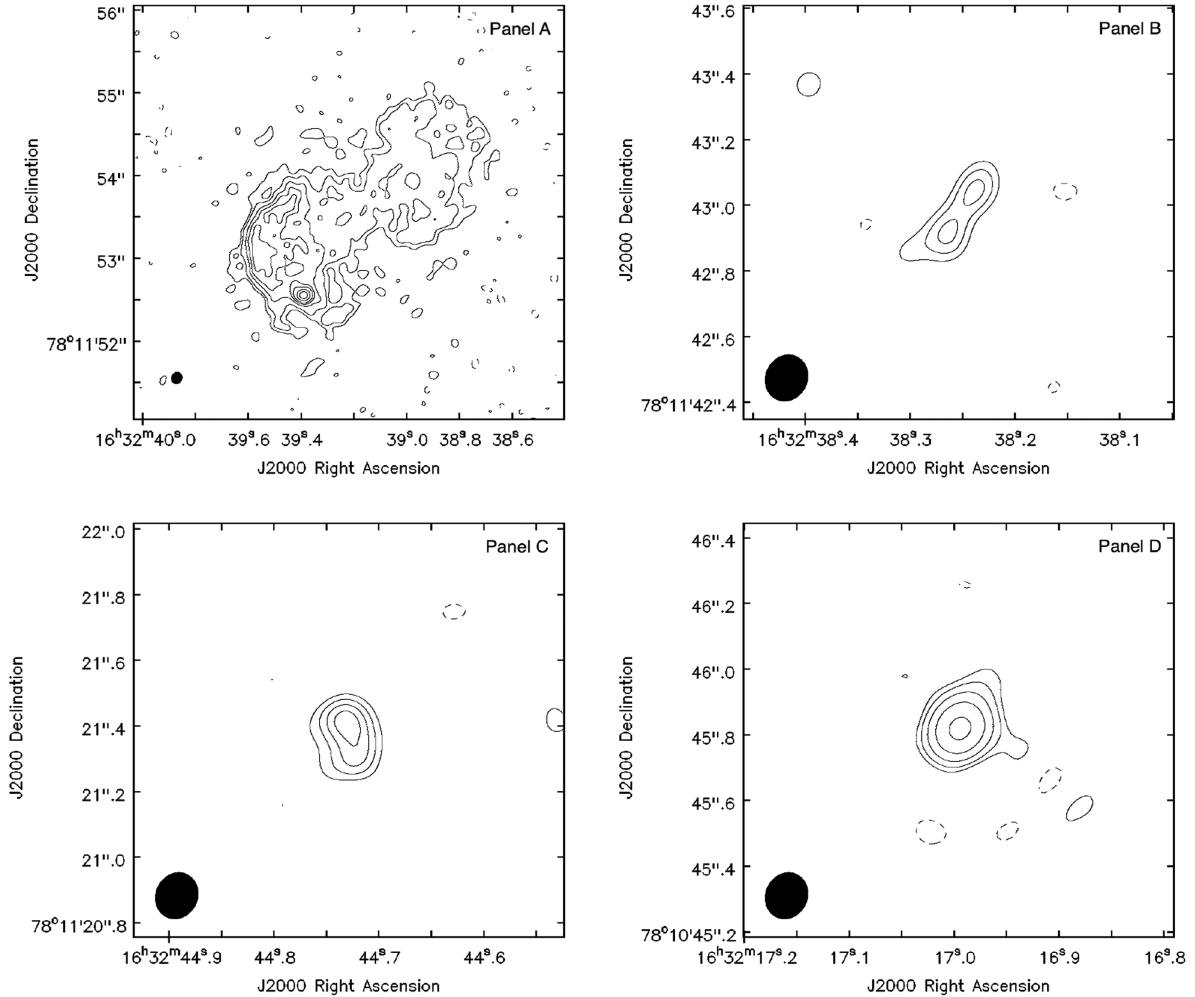 Panel A
56"
55"
54"
53"
78°11'52"
J2000 Declination
16ʰ32ᵐ40ˢ.0 39ˢ.6 39ˢ.4 39ˢ.0 38ˢ.8 38ˢ.6
J2000 Right Ascension
Panel B
43".6
43".4
43".2
43".0
42".8
42".6
78°11'42".4
J2000 Declination
16ʰ32ᵐ38ˢ.4 38ˢ.3 38ˢ.2 38ˢ.1
J2000 Right Ascension
Panel C
22".0
21".8
21".6
21".4
21".2
21".0
78°11'20".8
J2000 Declination
16ʰ32ᵐ44ˢ.9 44ˢ.8 44ˢ.7 44ˢ.6
J2000 Right Ascension
Panel D
46".4
46".2
46".0
45".8
45".6
45".4
78°10'45".2
J2000 Declination
16ʰ32ᵐ17ˢ.2 17ˢ.1 17ˢ.0 16ˢ.9 16ˢ.8
J2000 Right Ascension